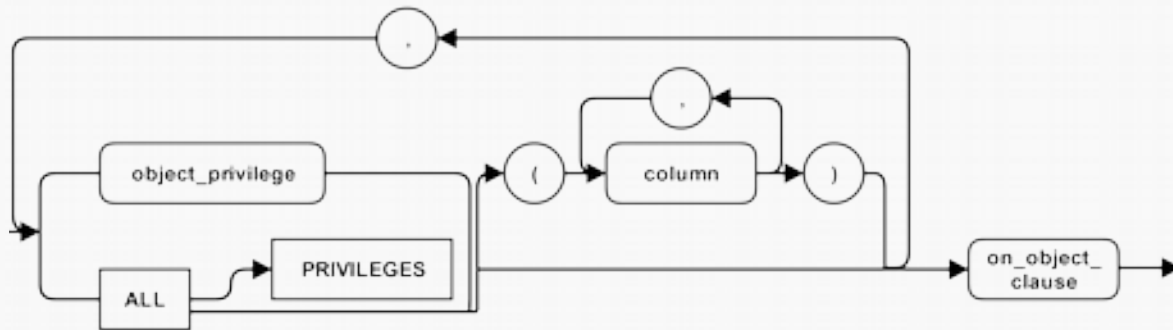 ,
,
object_privilege
( column )
PRIVILEGES
ALL
on_object_
clause